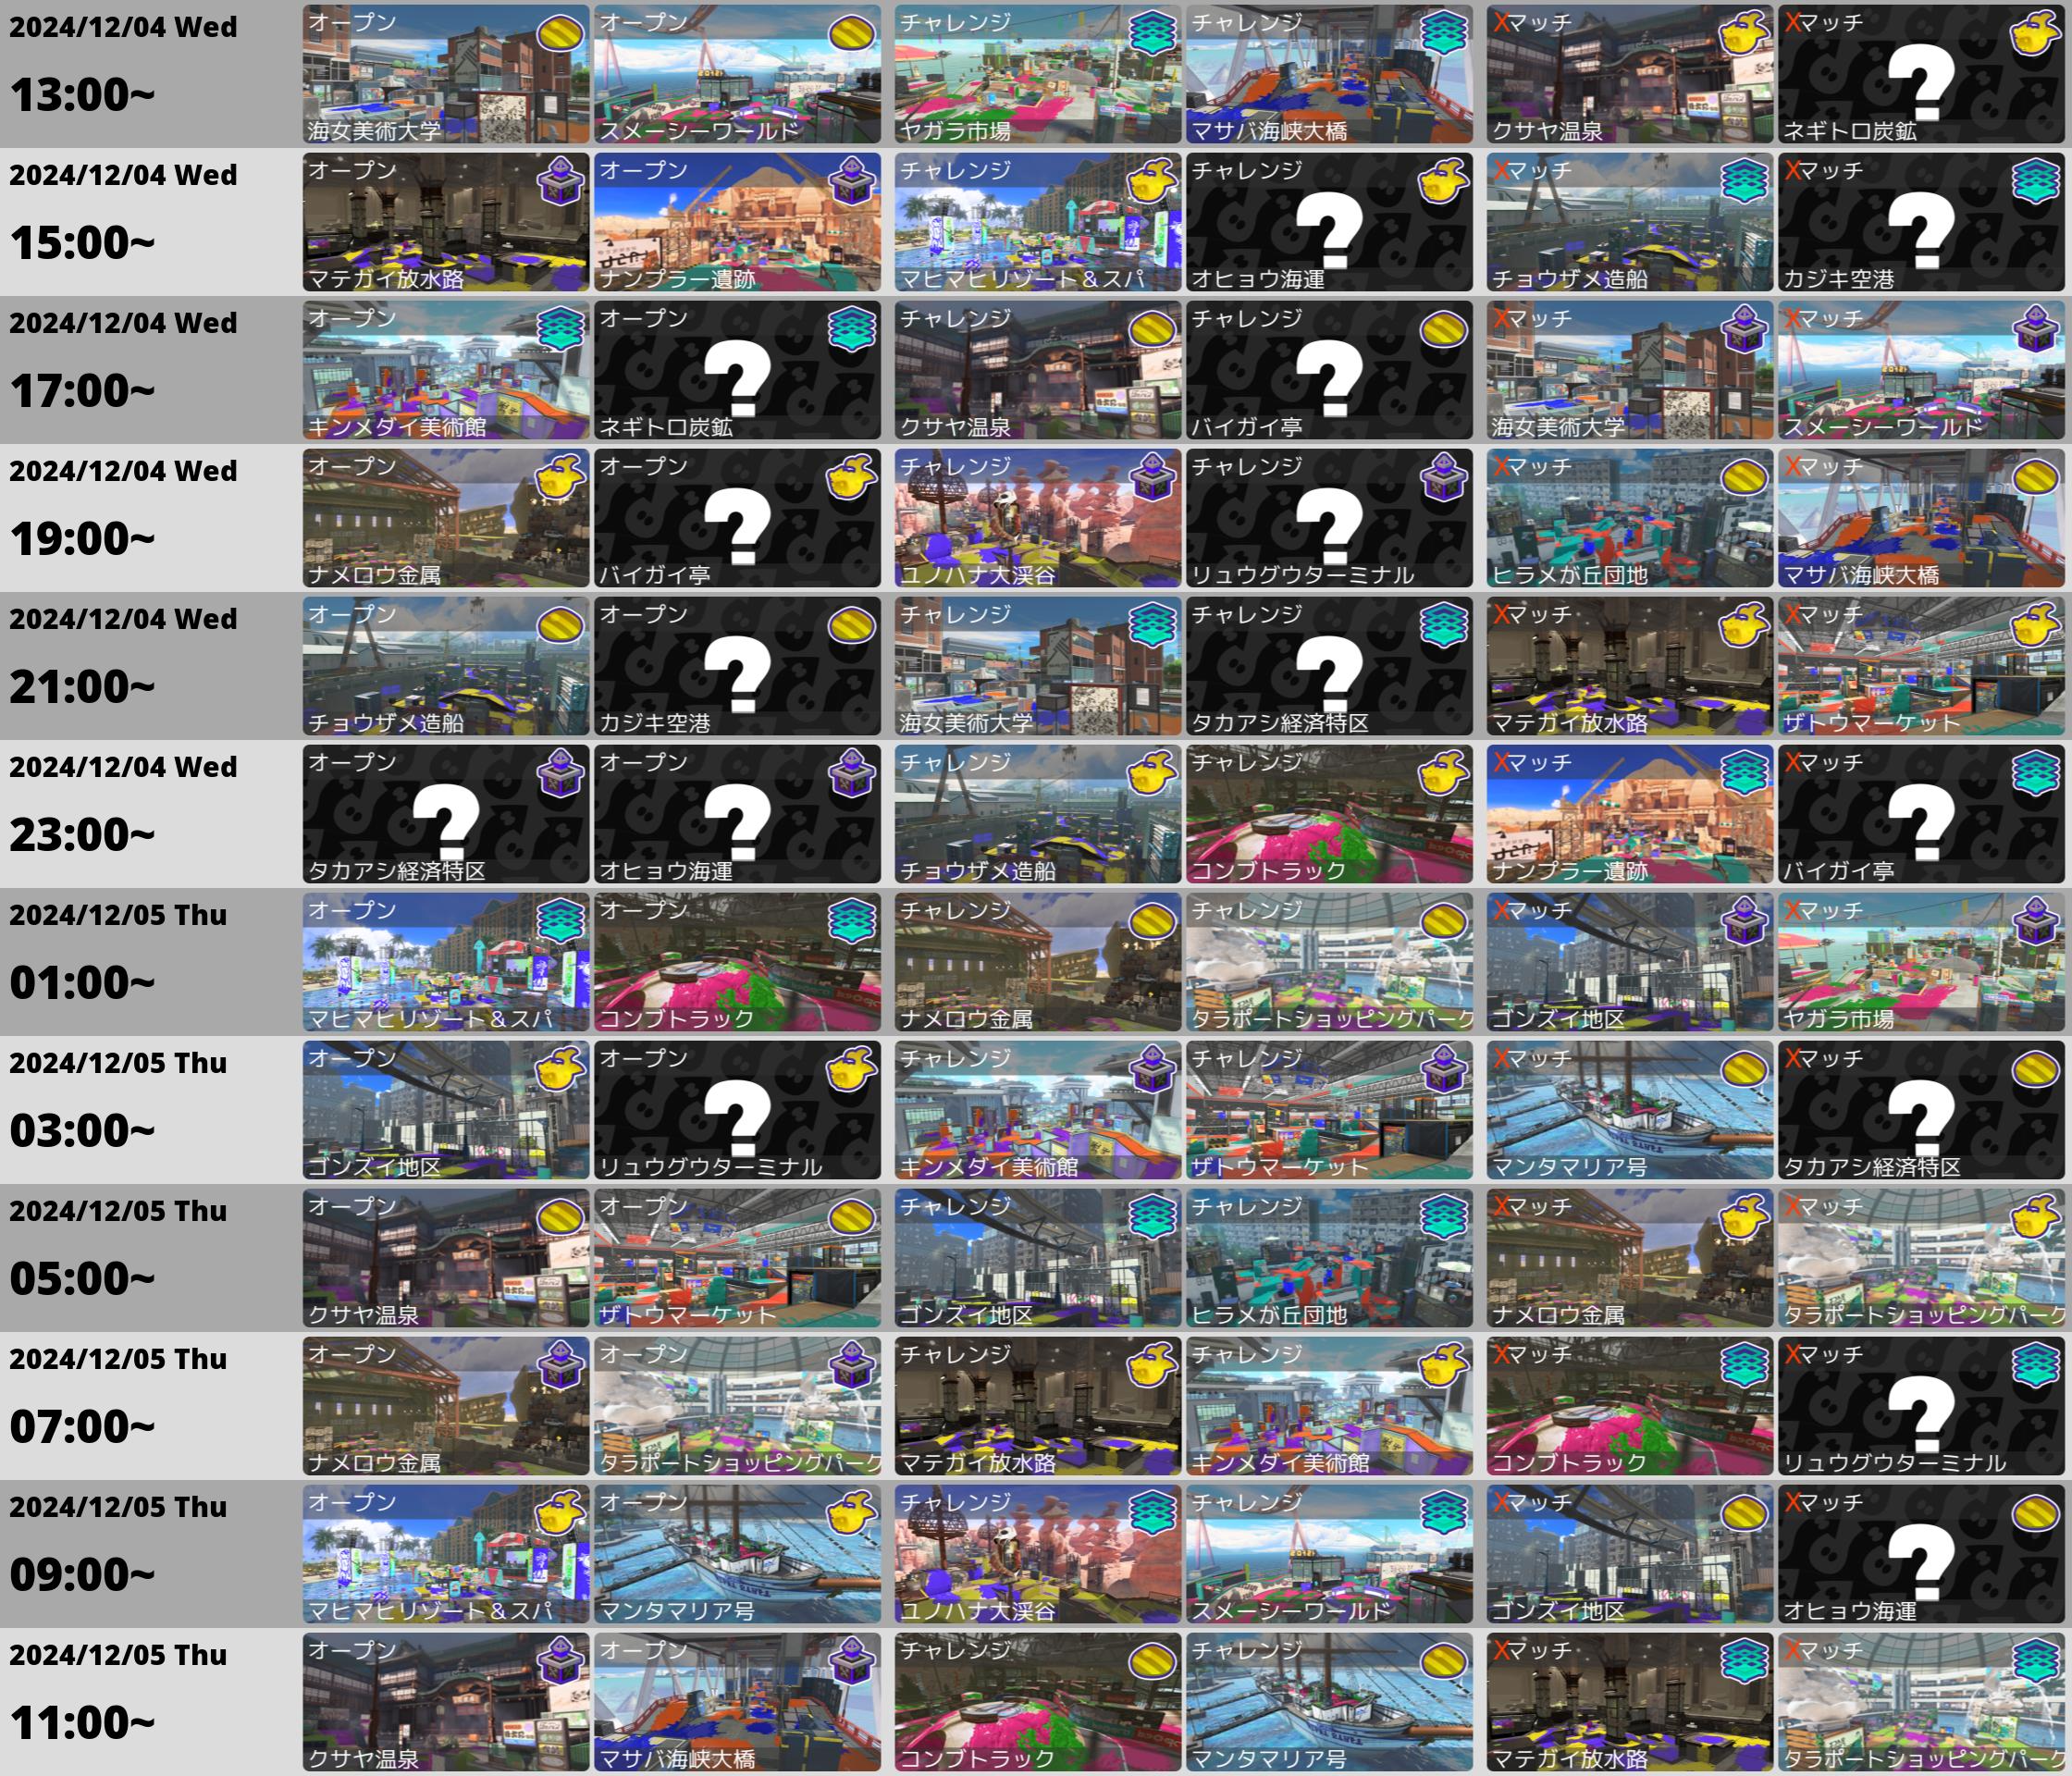 2024/12/04 Wed
13:00~
オープン
海女美術大学
オープン
スメーシーワールド
チャレンジ
ヤガラ市場
チャレンジ
マサバ海峡大橋
Xマッチ
クサヤ温泉
Xマッチ
ネギトロ炭鉱
2024/12/04 Wed
15:00~
オープン
マテガイ放水路
オープン
ナンプラー遺跡
チャレンジ
マヒマヒリゾート＆スパ
チャレンジ
オヒョウ海運
Xマッチ
チョウザメ造船
Xマッチ
カジキ空港
2024/12/04 Wed
17:00~
オープン
キンメダイ美術館
オープン
ネギトロ炭鉱
チャレンジ
クサヤ温泉
チャレンジ
バイガイ亭
Xマッチ
海女美術大学
Xマッチ
スメーシーワールド
2024/12/04 Wed
19:00~
オープン
ナメロウ金属
オープン
バイガイ亭
チャレンジ
ユノハナ大渓谷
チャレンジ
リュウグウターミナル
Xマッチ
ヒラメが丘団地
Xマッチ
マサバ海峡大橋
2024/12/04 Wed
21:00~
オープン
チョウザメ造船
オープン
カジキ空港
チャレンジ
海女美術大学
チャレンジ
タカアシ経済特区
Xマッチ
マテガイ放水路
Xマッチ
ザトウマーケット
2024/12/04 Wed
23:00~
オープン
タカアシ経済特区
オープン
オヒョウ海運
チャレンジ
チョウザメ造船
チャレンジ
コンブトラック
Xマッチ
ナンプラー遺跡
Xマッチ
バイガイ亭
2024/12/05 Thu
01:00~
オープン
マヒマヒリゾート＆スパ
オープン
コンブトラック
チャレンジ
ナメロウ金属
チャレンジ
タラポートショッピングパーク
Xマッチ
ゴンズイ地区
Xマッチ
ヤガラ市場
2024/12/05 Thu
03:00~
オープン
ゴンズイ地区
オープン
リュウグウターミナル
チャレンジ
キンメダイ美術館
チャレンジ
ザトウマーケット
Xマッチ
マンタマリア号
Xマッチ
タカアシ経済特区
2024/12/05 Thu
05:00~
オープン
クサヤ温泉
オープン
ザトウマーケット
チャレンジ
ゴンズイ地区
チャレンジ
ヒラメが丘団地
Xマッチ
ナメロウ金属
Xマッチ
タラポートショッピングパーク
2024/12/05 Thu
07:00~
オープン
ナメロウ金属
オープン
タラポートショッピングパーク
チャレンジ
マテガイ放水路
チャレンジ
キンメダイ美術館
Xマッチ
コンブトラック
Xマッチ
リュウグウターミナル
2024/12/05 Thu
09:00~
オープン
マヒマヒリゾート＆スパ
オープン
マンタマリア号
チャレンジ
ユノハナ大渓谷
チャレンジ
スメーシーワールド
Xマッチ
ゴンズイ地区
Xマッチ
オヒョウ海運
2024/12/05 Thu
11:00~
オープン
クサヤ温泉
オープン
マサバ海峡大橋
チャレンジ
コンブトラック
チャレンジ
マンタマリア号
Xマッチ
マテガイ放水路
Xマッチ
タラポートショッピングパーク